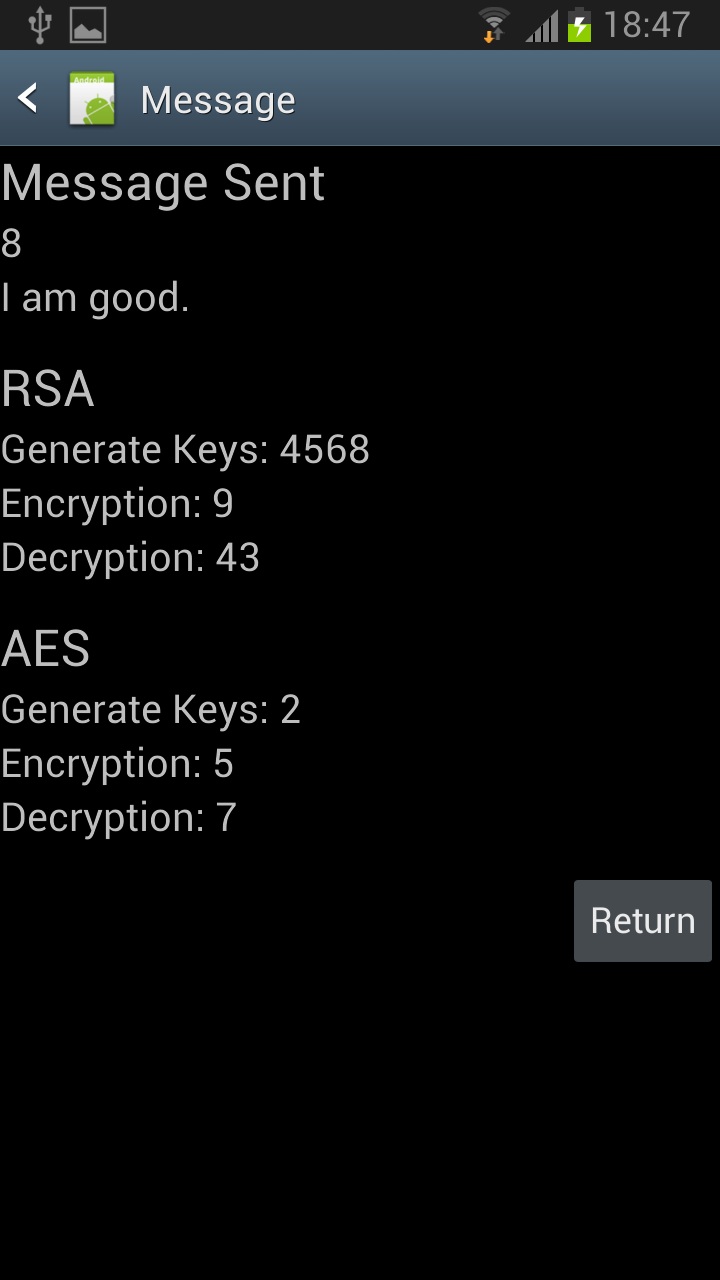 18:47
Android
Message
Message Sent
8
I am good.
RSA
Generate Keys: 4568
Encryption: 9
Decryption: 43
AES
Generate Keys: 2
Encryption: 5
Decryption: 7
Return